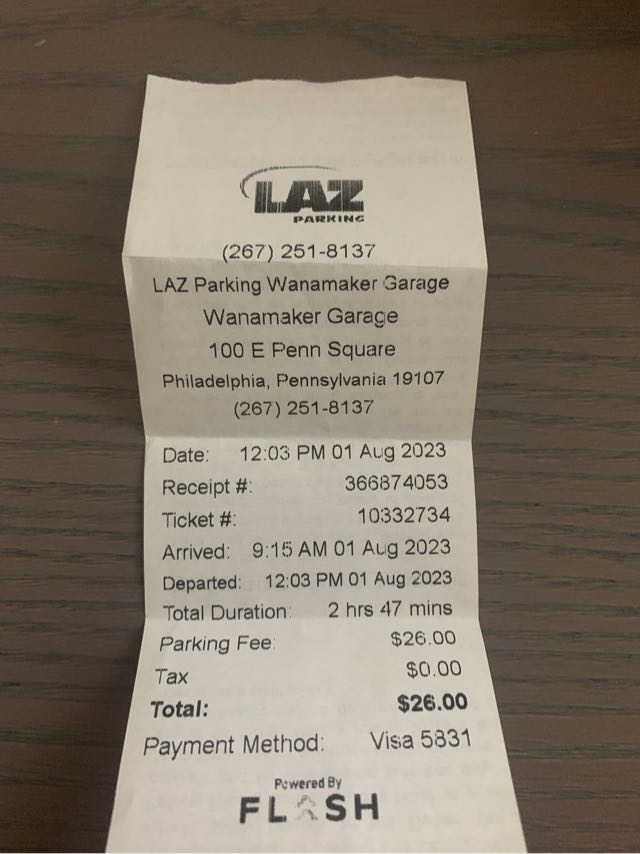 LAZ
PARKING
(267) 251-8137
LAZ Parking Wanamaker Garage
Wanamaker Garage
100 E Penn Square
Philadelphia, Pennsylvania 19107
(267) 251-8137
Date: 12:03 PM 01 Aug 2023
Receipt #: 366874053
Ticket #: 10332734
Arrived: 9:15 AM 01 Aug 2023
Departed: 12:03 PM 01 Aug 2023
Total Duration: 2 hrs 47 mins
Parking Fee: $26.00
Tax $0.00
Total: $26.00
Payment Method: Visa 5831
Powered By
FLASH